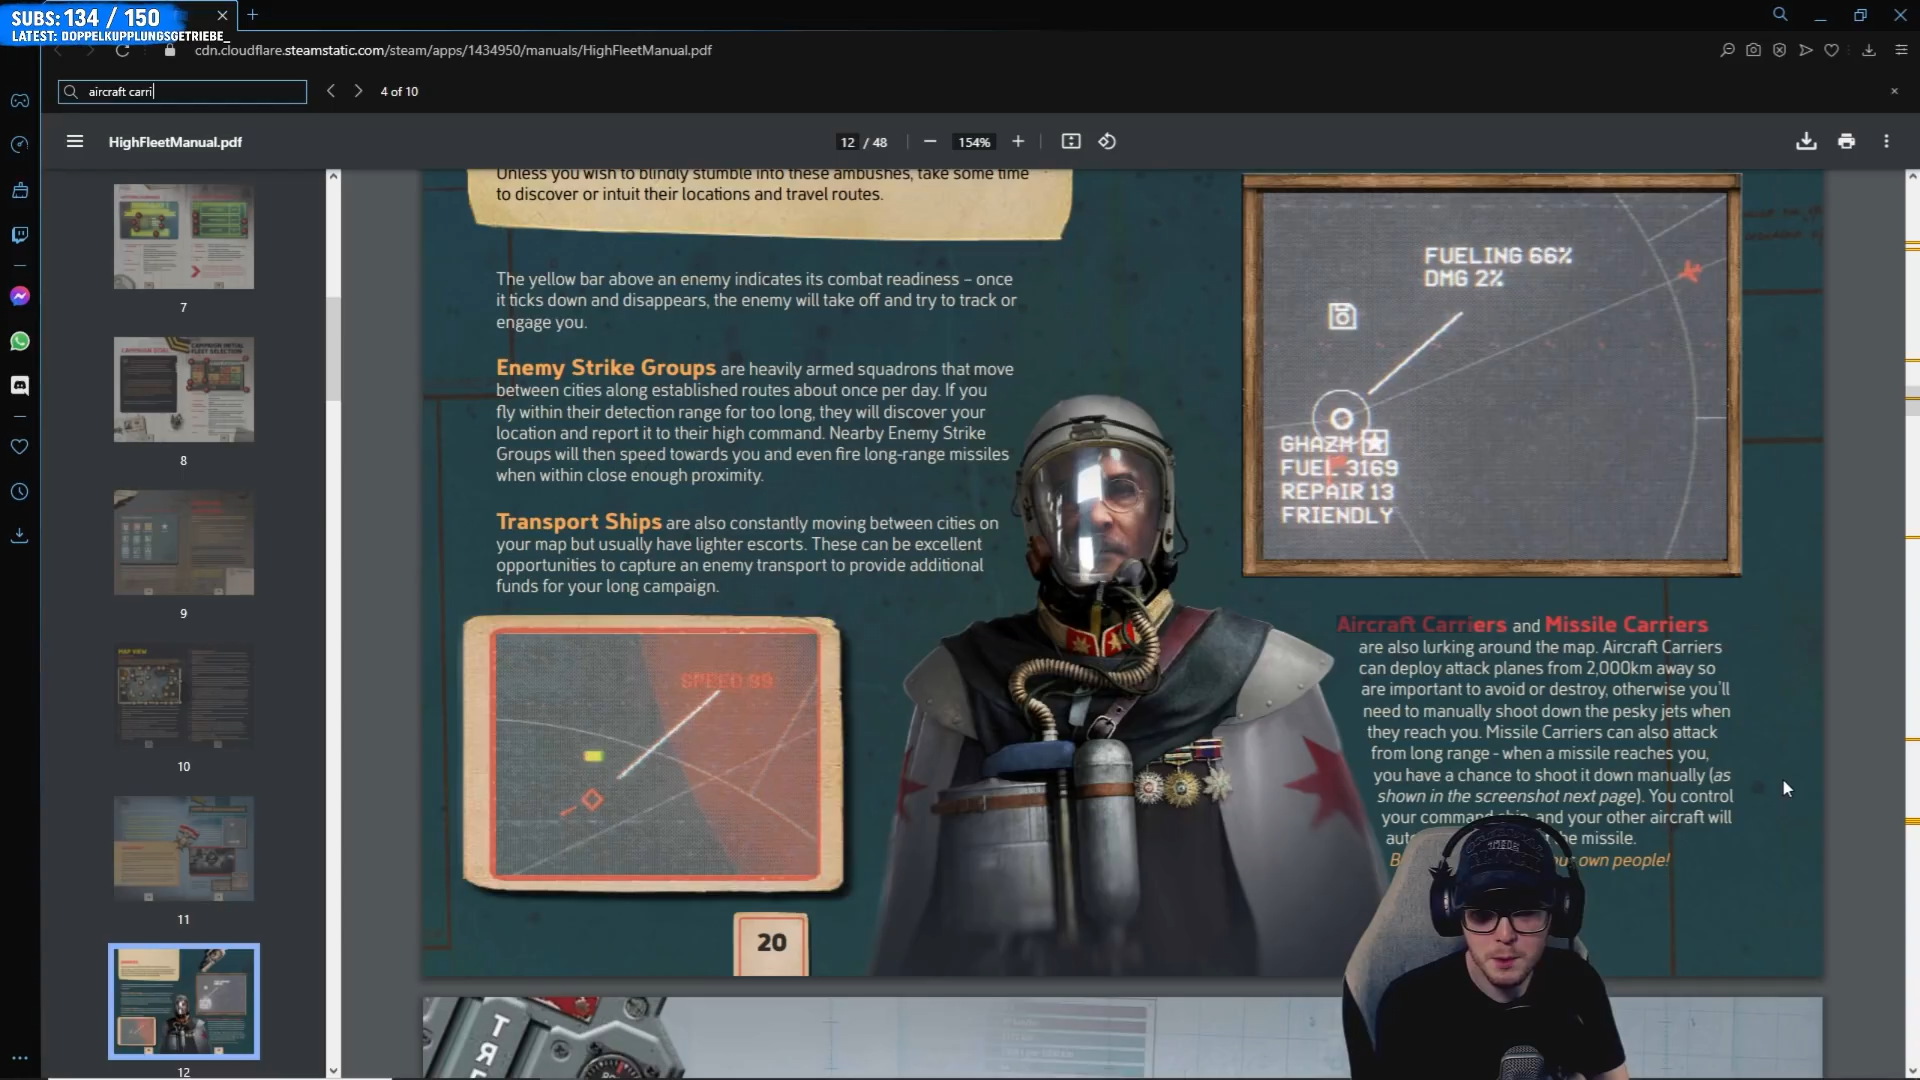 SUBS: 134 / 150
LATEST: DOPPELKUPPLUNGSGETRIEBE_
cdn.cloudflare.steamstatic.com/steam/apps/1434950/manuals/HighFleetManual.pdf
aircraft carri
4 of 10
HighFleetManual.pdf
12 / 48
154%
7
8
9
10
11
12
Unless you wish to blindly stumble into these ambushes, take some time
to discover or intuit their locations and travel routes.
The yellow bar above an enemy indicates its combat readiness – once
it ticks down and disappears, the enemy will take off and try to track or
engage you.
Enemy Strike Groups are heavily armed squadrons that move
between cities along established routes about once per day. If you
fly within their detection range for too long, they will discover your
location and report it to their high command. Nearby Enemy Strike
Groups will then speed towards you and even fire long-range missiles
when within close enough proximity.
Transport Ships are also constantly moving between cities on
your map but usually have lighter escorts. These can be excellent
opportunities to capture an enemy transport to provide additional
funds for your long campaign.
SPEED 99
20
FUELING 66%
DMG 2%
GHAZM
FUEL 3169
REPAIR 13
FRIENDLY
Aircraft Carriers and Missile Carriers
are also lurking around the map. Aircraft Carriers
can deploy attack planes from 2,000km away so
are important to avoid or destroy, otherwise you'll
need to manually shoot down the pesky jets when
they reach you. Missile Carriers can also attack
from long range - when a missile reaches you,
you have a chance to shoot it down manually (as
shown in the screenshot next page). You control
your command ship and your other aircraft will
the missile.
own people!